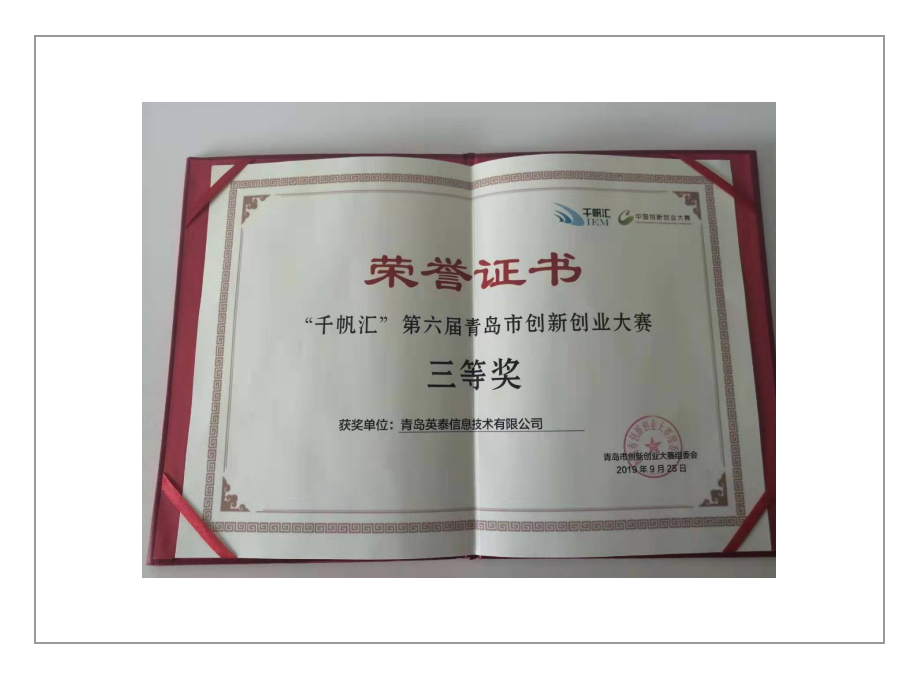 千帆汇
IEM
中国创新创业大赛
荣誉证书
“千帆汇”第六届青岛市创新创业大赛
三等奖
获奖单位：青岛英泰信息技术有限公司
青岛市创新创业大赛组委会
2019年9月25日